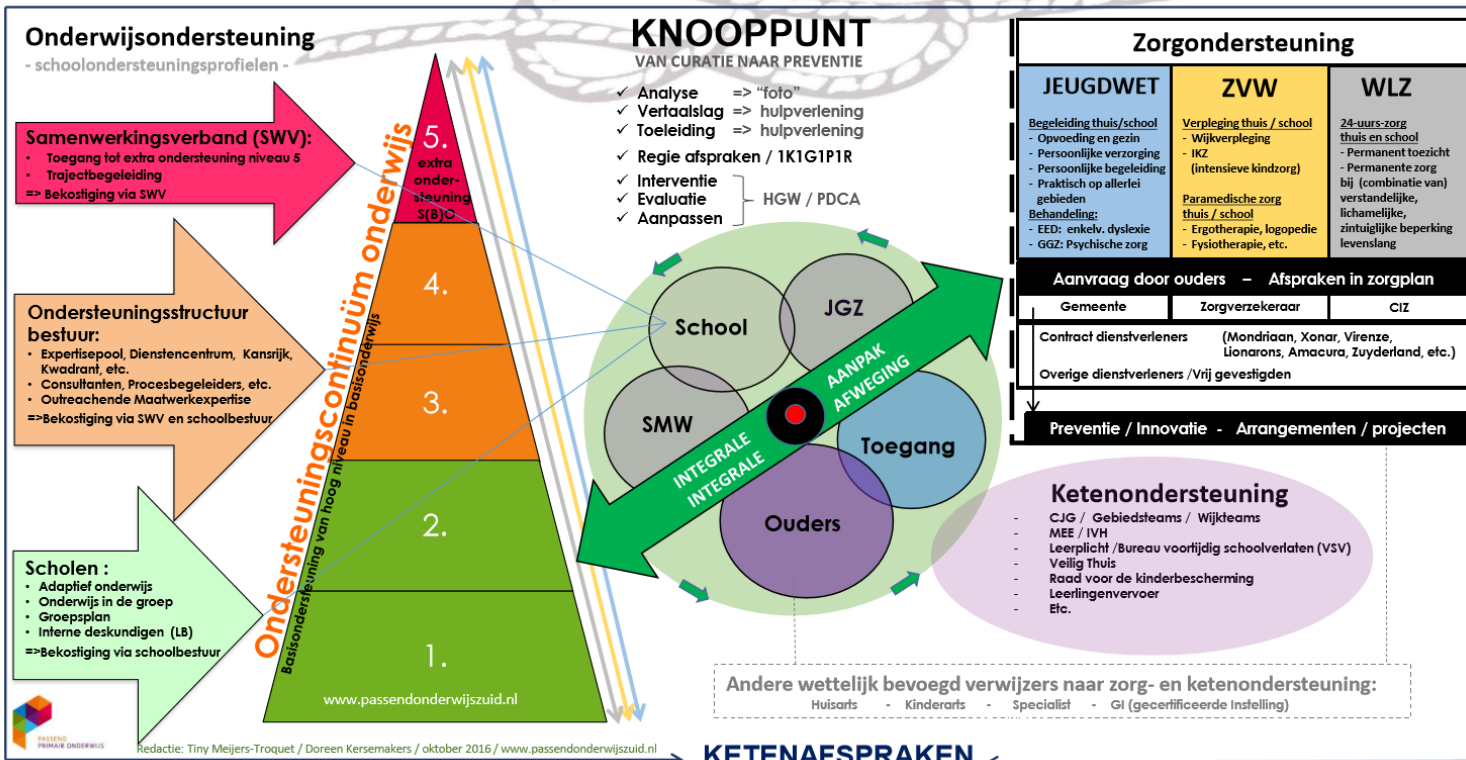 Onderwijsondersteuning
- schoolondersteuningsprofielen -
Samenwerkingsverband (SWV):
• Toegang tot extra ondersteuning niveau 5
• Trajectbegeleiding
=> Bekostiging via SWV
Ondersteuningsstructuur
bestuur:
• Expertisepool, Dienstencentrum, Kansrijk,
Kwadrant, etc.
• Consultanten, Procesbegeleiders, etc.
• Outreachende Maatwerkexpertise
=>Bekostiging via SWV en schoolbestuur
Scholen :
• Adaptief onderwijs
• Onderwijs in de groep
• Groepsplan
• Interne deskundigen (LB)
=>Bekostiging via schoolbestuur
PASSEND
PRIMAIR ONDERWIJS
Ondersteuningscontinuüm onderwijs
Basisondersteuning van hoog niveau in basisonderwijs
5.
extra
onder-
steuning
S(B)O
4.
3.
2.
1.
www.passendonderwijszuid.nl
Redactie: Tiny Meijers-Troquet / Doreen Kersemakers / oktober 2016 / www.passendonderwijszuid.nl
KNOOPPUNT
VAN CURATIE NAAR PREVENTIE
✓ Analyse => "foto"
✓ Vertaalslag => hulpverlening
✓ Toeleiding => hulpverlening
✓ Regie afspraken / 1K1G1P1R
✓ Interventie
✓ Evaluatie
✓ Aanpassen
HGW / PDCA
School
JGZ
SMW
Toegang
Ouders
INTEGRALE AANPAK
INTEGRALE AFWEGING
Zorgondersteuning
JEUGDWET
Begeleiding thuis/school
- Opvoeding en gezin
- Persoonlijke verzorging
- Persoonlijke begeleiding
- Praktisch op allerlei
gebieden
Behandeling:
- EED: enkelv. dyslexie
- GGZ: Psychische zorg
ZVW
Verpleging thuis / school
- Wijkverpleging
- IKZ
(intensieve kindzorg)
Paramedische zorg
thuis / school
- Ergotherapie, logopedie
- Fysiotherapie, etc.
WLZ
24-uurs-zorg
thuis en school
- Permanent toezicht
- Permanente zorg
bij (combinatie van)
verstandelijke,
lichamelijke,
zintuiglijke beperking
levenslang
Aanvraag door ouders – Afspraken in zorgplan
Gemeente
Zorgverzekeraar
CIZ
Contract dienstverleners (Mondriaan, Xonar, Virenze,
Lionarons, Amacura, Zuyderland, etc.)
Overige dienstverleners /Vrij gevestigden
Preventie / Innovatie - Arrangementen / projecten
Ketenondersteuning
- CJG / Gebiedsteams / Wijkteams
- MEE / IVH
- Leerplicht /Bureau voortijdig schoolverlaten (VSV)
- Veilig Thuis
- Raad voor de kinderbescherming
- Leerlingenvervoer
- Etc.
Andere wettelijk bevoegd verwijzers naar zorg- en ketenondersteuning:
Huisarts - Kinderarts - Specialist - GI (gecertificeerde Instelling)
KETENAFSPRAKEN